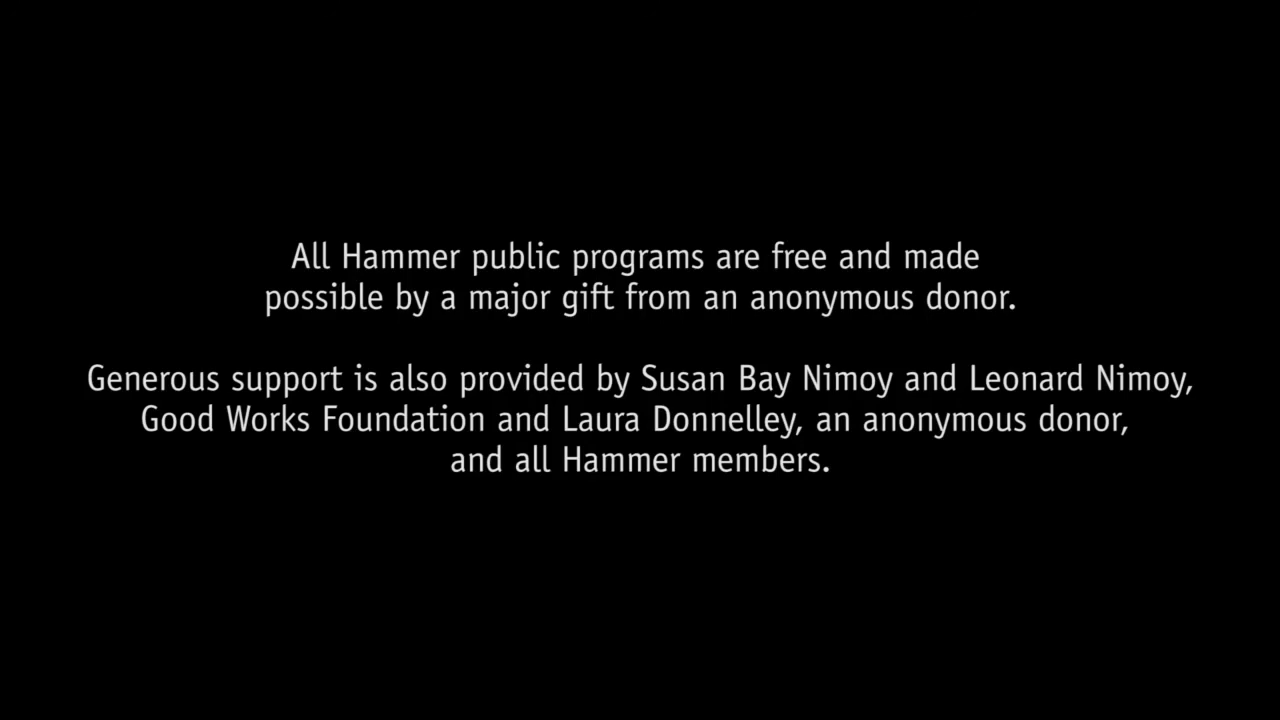 All Hammer public programs are free and made
possible by a major gift from an anonymous donor.
Generous support is also provided by Susan Bay Nimoy and Leonard Nimoy,
Good Works Foundation and Laura Donnelley, an anonymous donor,
and all Hammer members.